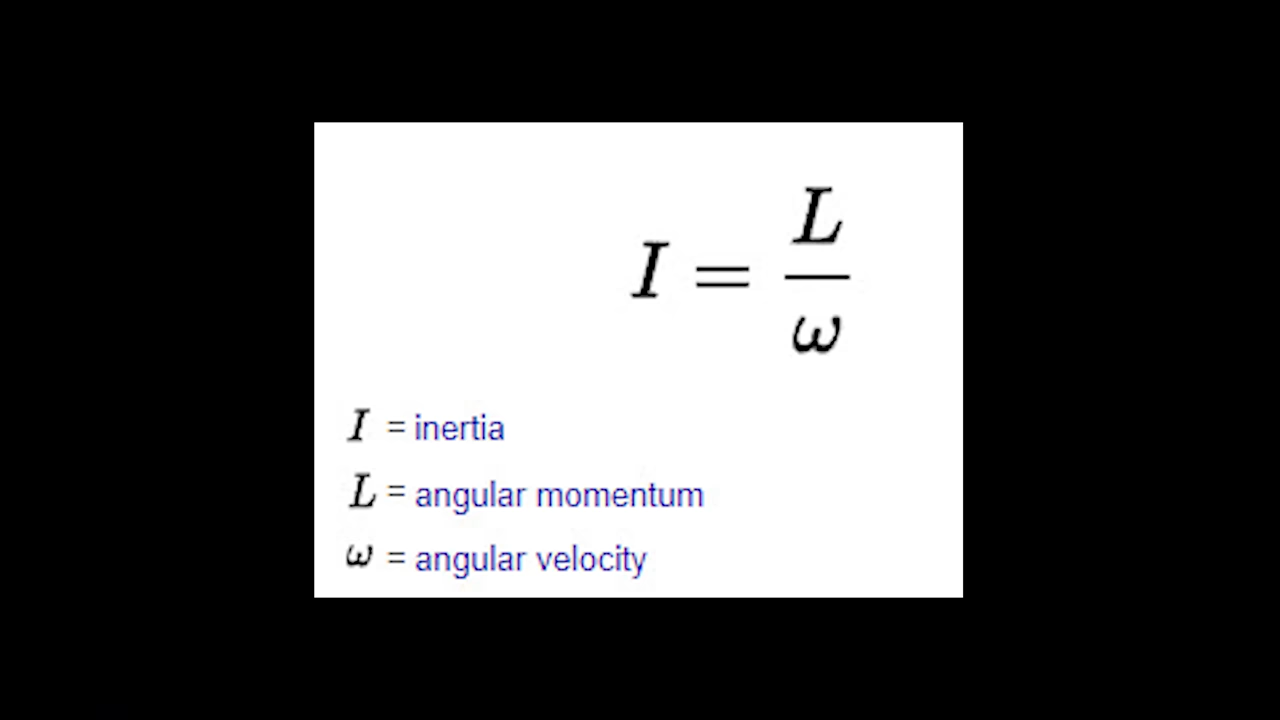 I = L/ω
I = inertia
L = angular momentum
ω = angular velocity